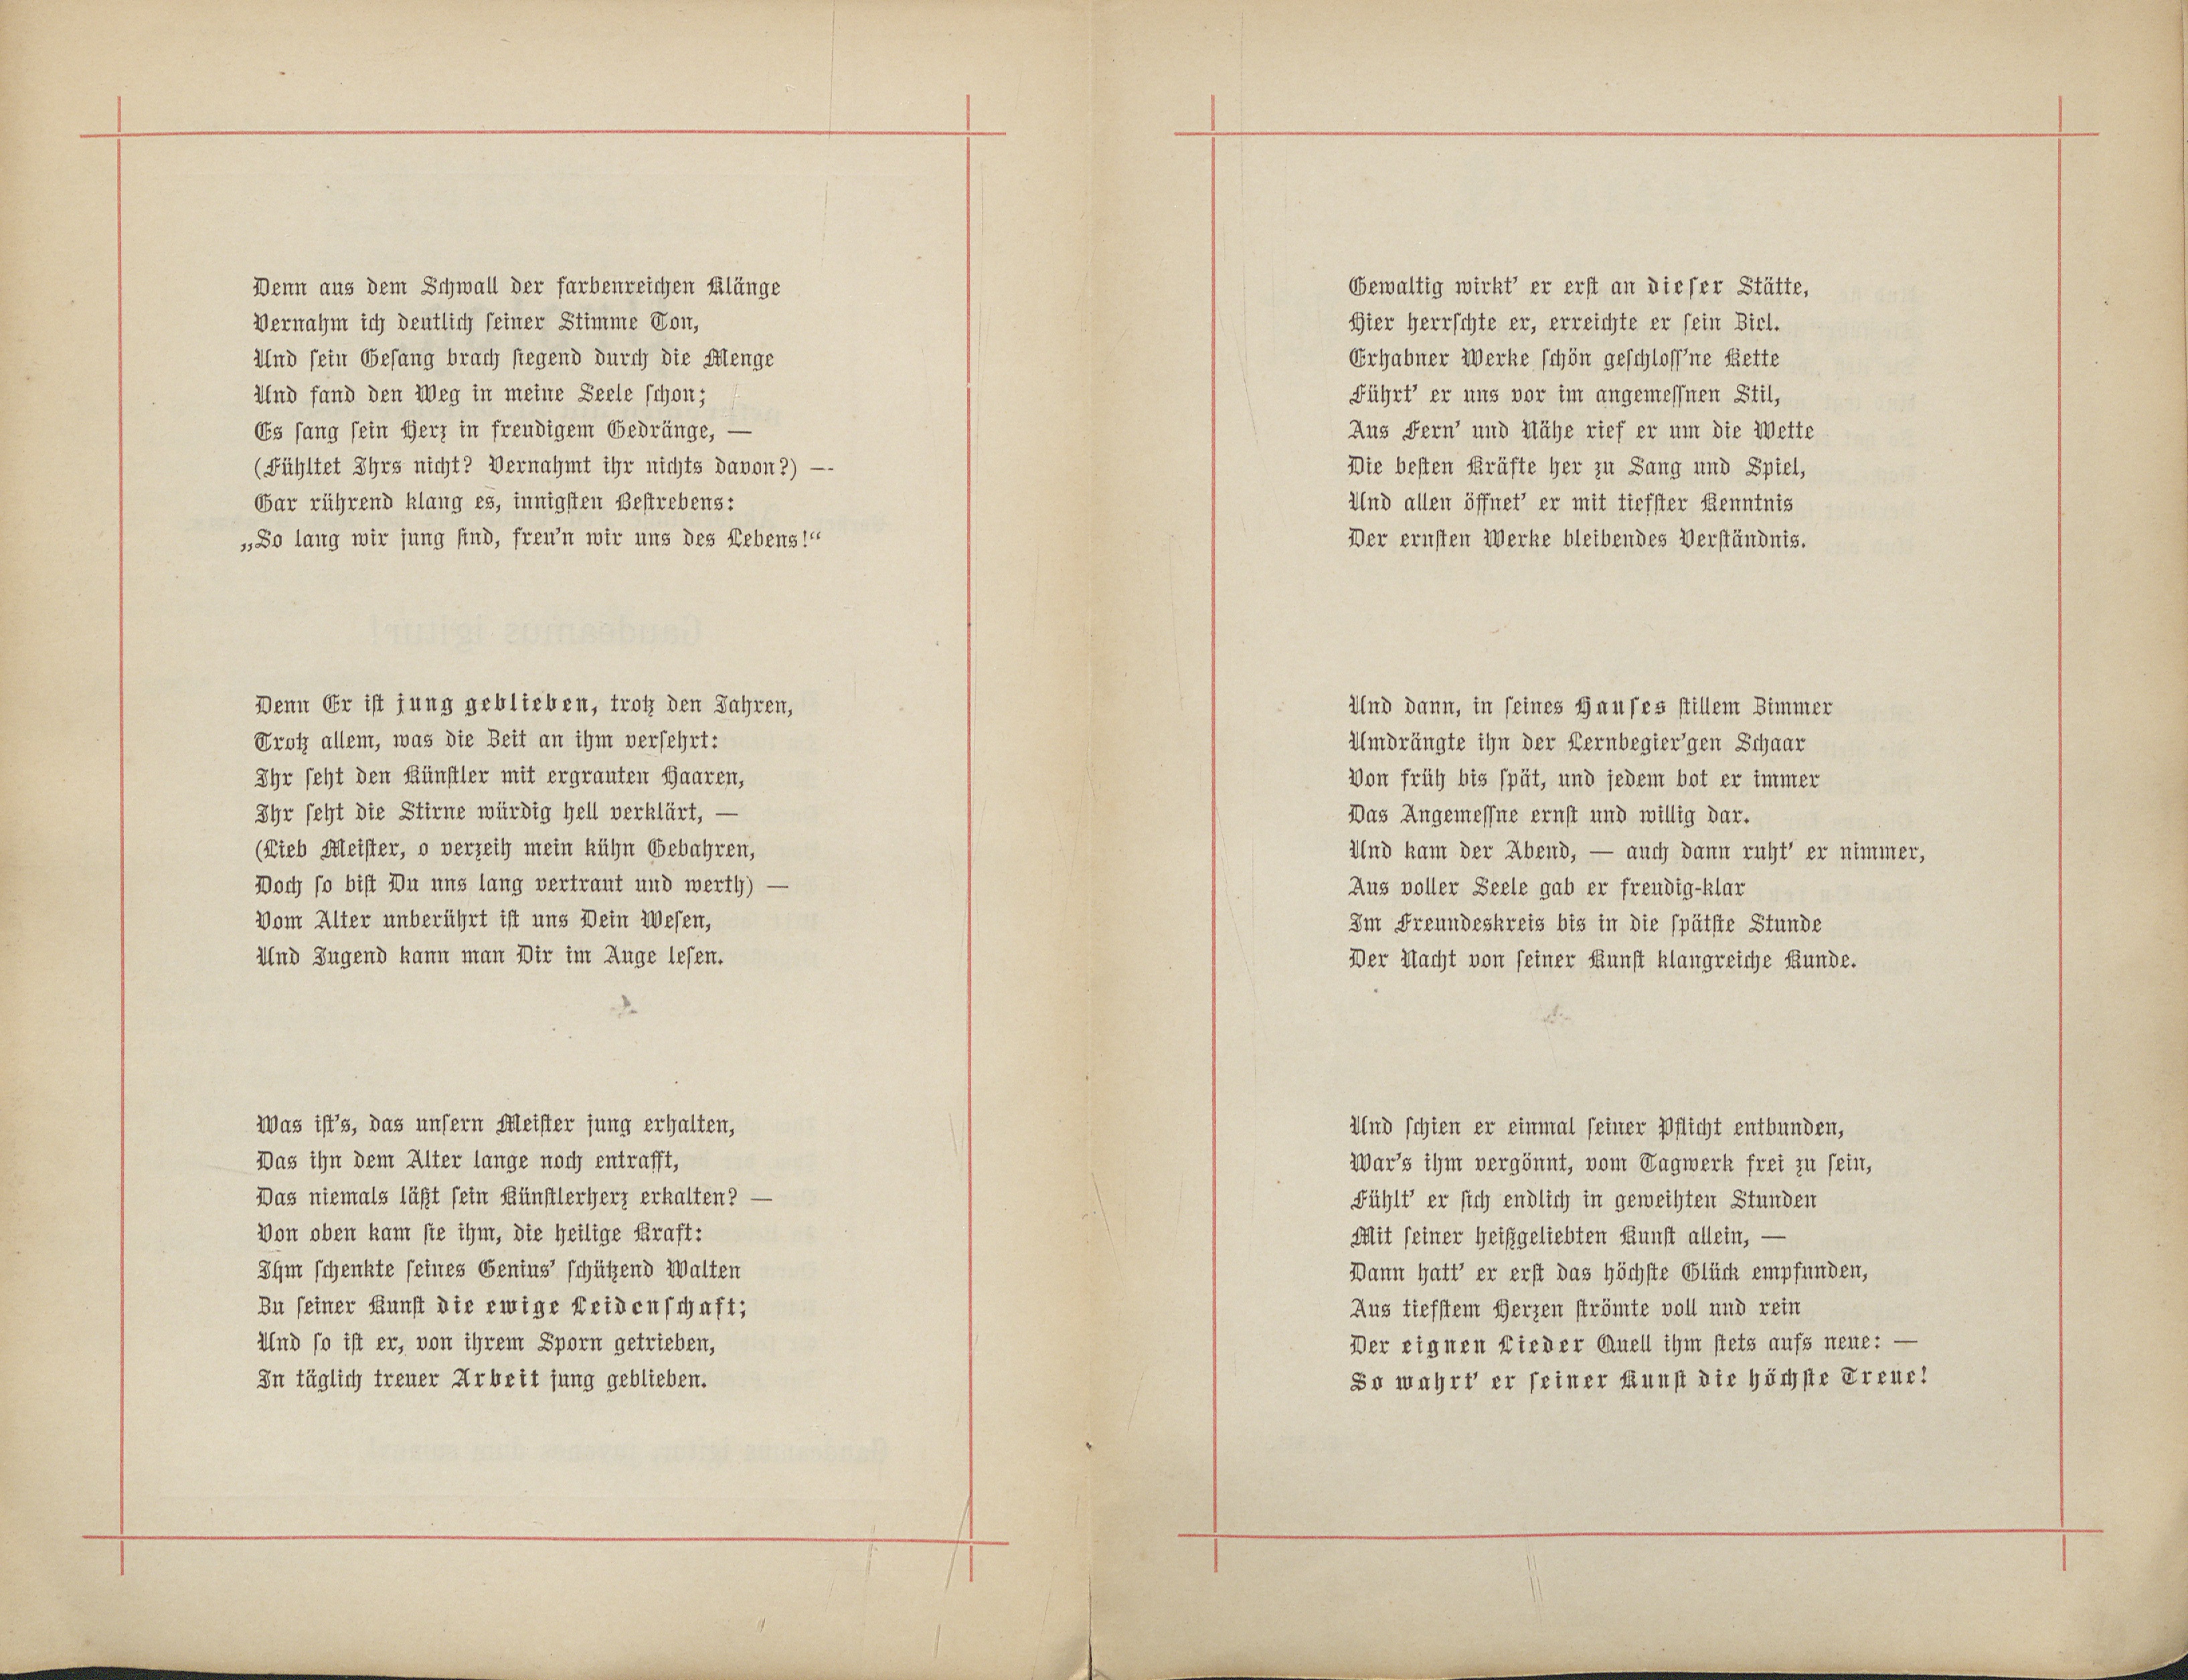 Denn aus dem Schwall der farbenreichen Klänge
Vernahm ich deutlich seiner Stimme Ton,
Und sein Gesang brach siegend durch die Menge
Und fand den Weg in meine Seele schon;
Es sang sein Herz in freudigem Gedränge, —
(Fühltet Ihrs nicht? Vernahmt ihr nichts davon?) —
Gar rührend klang es, innigsten Bestrebens:
„So lang wir jung sind, freu'n wir uns des Lebens!“
Denn Er ist jung geblieben, trotz den Jahren,
Trotz allem, was die Zeit an ihm versehrt:
Ihr seht den Künstler mit ergrauten Haaren,
Ihr seht die Stirne würdig hell verklärt, —
(Lieb Meister, o verzeih mein kühn Gebahren,
Doch so bist Du uns lang vertraut und werth) —
Vom Alter unberührt ist uns Dein Wesen,
Und Jugend kann man Dir im Auge lesen.
Was ist's, das unsern Meister jung erhalten,
Das ihn dem Alter lange noch entrafft,
Das niemals läßt sein Künstlerherz erkalten? —
Von oben kam sie ihm, die heilige Kraft:
Ihm schenkte seines Genius' schützend Walten
Zu seiner Kunst die ewige Leidenschaft;
Und so ist er, von ihrem Sporn getrieben,
In täglich treuer Arbeit jung geblieben.
Gewaltig wirkt' er erst an dieser Stätte,
Hier herrschte er, erreichte er sein Ziel.
Erhabner Werke schön geschloss'ne Kette
Führt' er uns vor im angemessnen Stil,
Aus Fern' und Nähe rief er um die Wette
Die besten Kräfte her zu Sang und Spiel,
Und allen öffnet' er mit tiefster Kenntnis
Der ernsten Werke bleibendes Verständnis.
Und dann, in seines Hauses stillem Zimmer
Umdrängte ihn der Lernbegier'gen Schaar
Von früh bis spät, und jedem bot er immer
Das Angemessne ernst und willig dar.
Und kam der Abend, — auch dann ruht' er nimmer,
Aus voller Seele gab er freudig-klar
Im Freundeskreis bis in die spätste Stunde
Der Nacht von seiner Kunst klangreiche Kunde.
Und schien er einmal seiner Pflicht entbunden,
War's ihm vergönnt, vom Tagwerk frei zu sein,
Fühlt' er sich endlich in geweihten Stunden
Mit seiner heißgeliebten Kunst allein, —
Dann hatt' er erst das höchste Glück empfunden,
Aus tiefstem Herzen strömte voll und rein
Der eignen Lieder Quell ihm stets aufs neue: —
So wahrt' er seiner Kunst die höchste Treue!